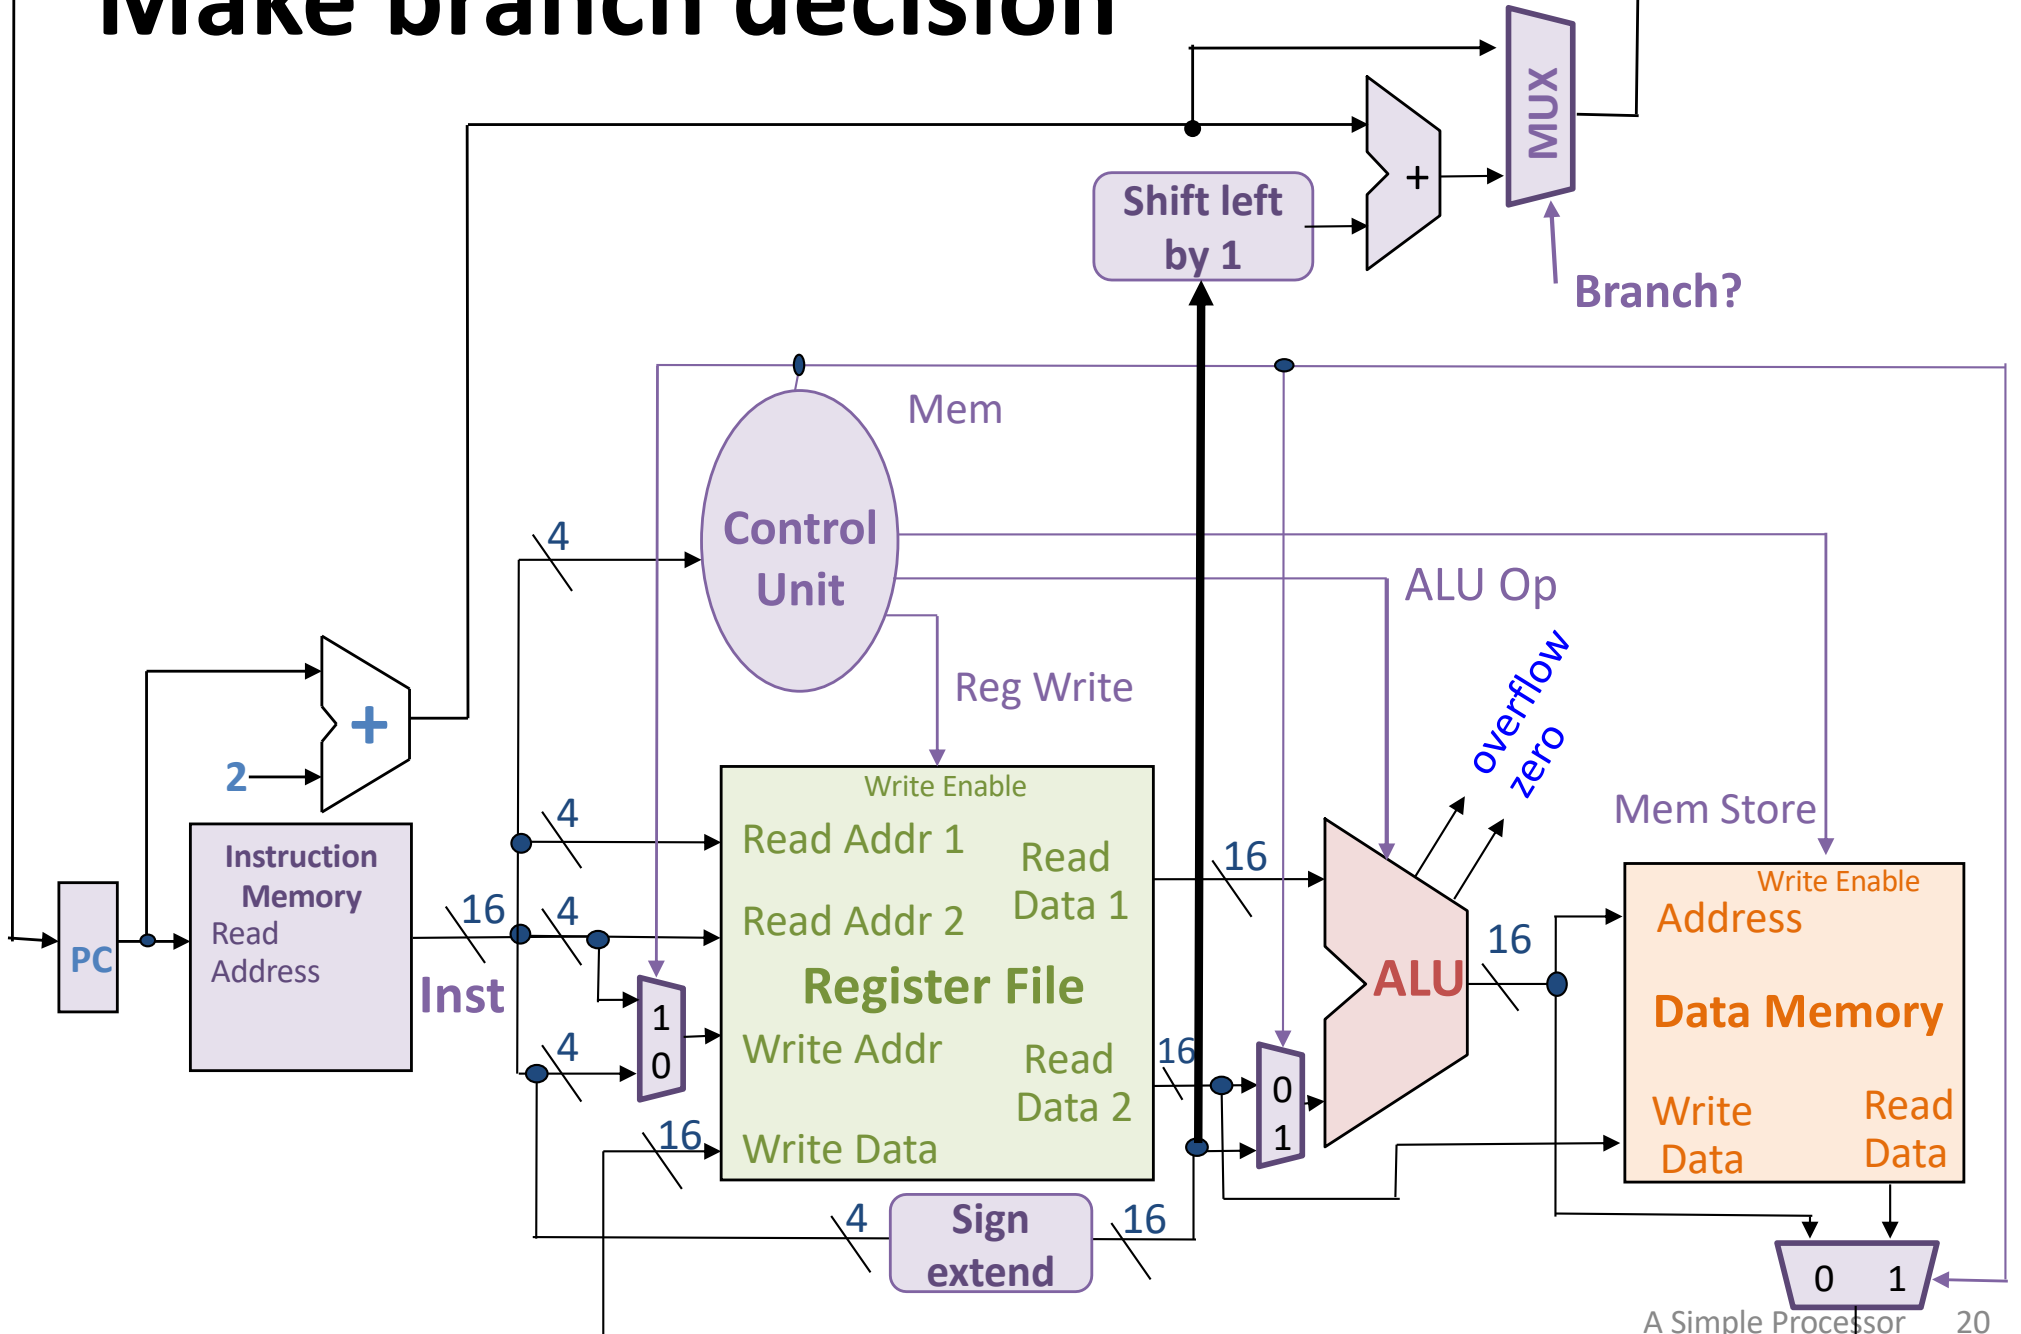 Make branch decision
MUX
+
Shift left
by 1
Branch?
Mem
Control
Unit
4
ALU Op
Reg Write
overflow
zero
+
2
Mem Store
Write Enable
Read Addr 1
Read
Data 1
4
16
Instruction
Memory
Read
Address
PC
16
4
Read Addr 2
Inst
Register File
ALU
16
Write Enable
Address
Data Memory
1
0
4
Write Addr
Read
Data 2
16
0
1
Write
Data
Read
Data
16
Write Data
4
Sign
extend
16
0 1
A Simple Processor 20